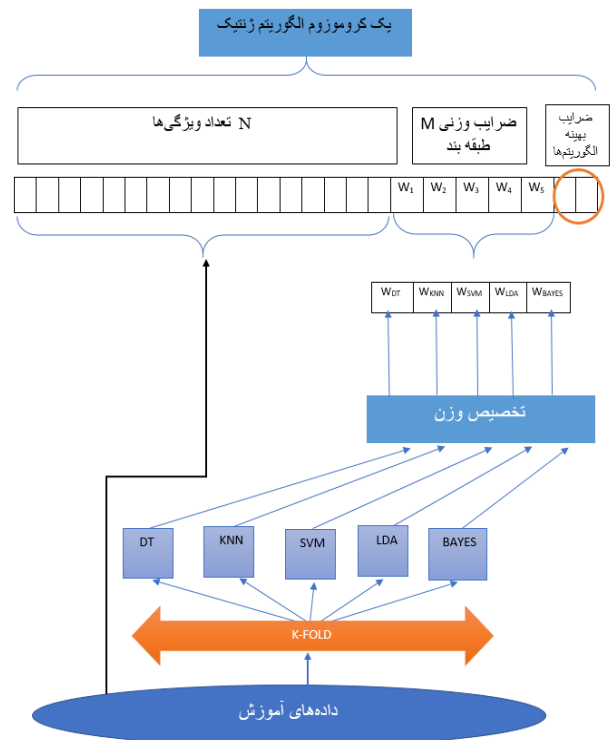 یک کروموزوم الگوریتم ژنتیک
N تعداد ویژگی‌ها
ضرایب وزنی M
طبقه بند
ضرایب
بهینه
الگوریتم‌ها
W1 W2 W3 W4 W5
WDT WKNN WSVM WLDA WBAYES
تخصیص وزن
DT KNN SVM LDA BAYES
K-FOLD
داده‌های آموزش